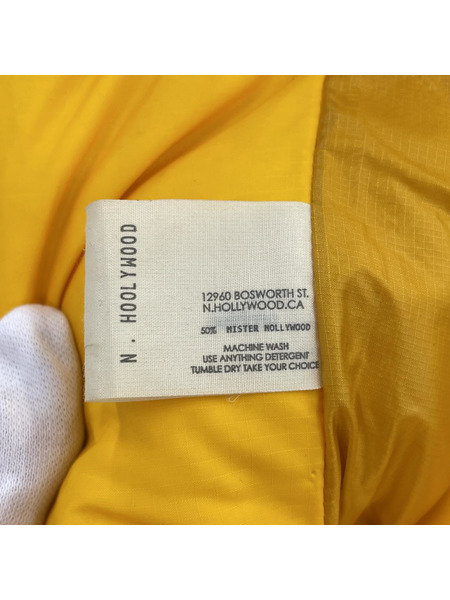 N. HOOLYWOOD
12960 BOSWORTH ST.
N.HOLLYWOOD.CA
50% MISTER HOLLYWOOD
MACHINE WASH
USE ANYTHING DETERGENT
TUMBLE DRY TAKE YOUR CHOICE